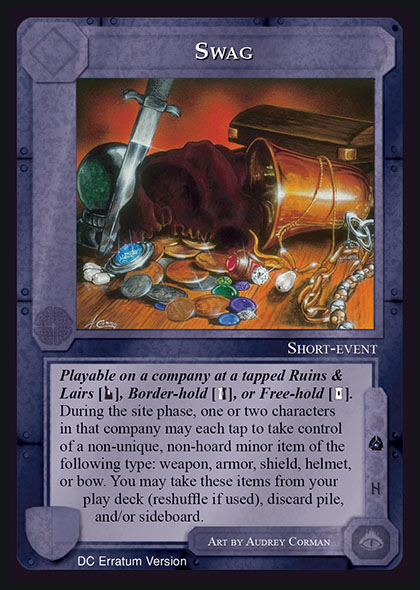 Swag
Short-event
Playable on a company at a tapped Ruins &
Lairs [], Border-hold [], or Free-hold [].
During the site phase, one or two characters
in that company may each tap to take control
of a non-unique, non-hoard minor item of the
following type: weapon, armor, shield, helmet,
or bow. You may take these items from your
play deck (reshuffle if used), discard pile,
and/or sideboard.
Art by Audrey Corman
DC Erratum Version